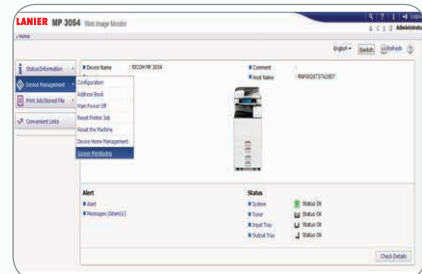 LANIER MP 3054 Web Image Monitor
Administrator
Home
English Switch Refresh
Status/Information
Device Management
Print Job/Stored File
Convenient Links
Configuration
Address Book
Main Power Off
Reset Printer Job
Reset the Machine
Device Home Management
Screen Monitoring
Device Name : RICOH MP 3054
Comment :
Host Name :
Alert
Alert
Messages (0item(s))
Status
System Status OK
Toner Status OK
Input Tray Status OK
Output Tray Status OK
Check Details